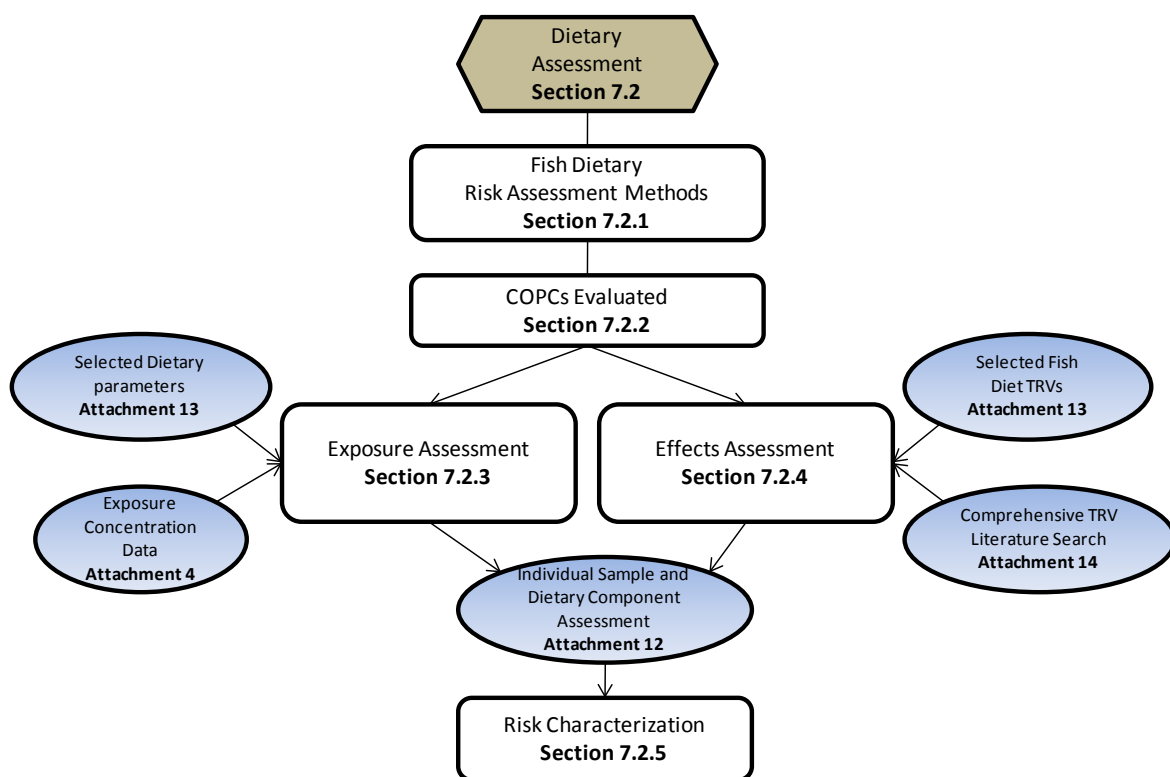 Dietary
Assessment
Section 7.2
Fish Dietary
Risk Assessment Methods
Section 7.2.1
COPCs Evaluated
Section 7.2.2
Selected Dietary
parameters
Attachment 13
Selected Fish
Diet TRVs
Attachment 13
Exposure Assessment
Section 7.2.3
Effects Assessment
Section 7.2.4
Exposure
Concentration
Data
Attachment 4
Comprehensive TRV
Literature Search
Attachment 14
Individual Sample and
Dietary Component
Assessment
Attachment 12
Risk Characterization
Section 7.2.5